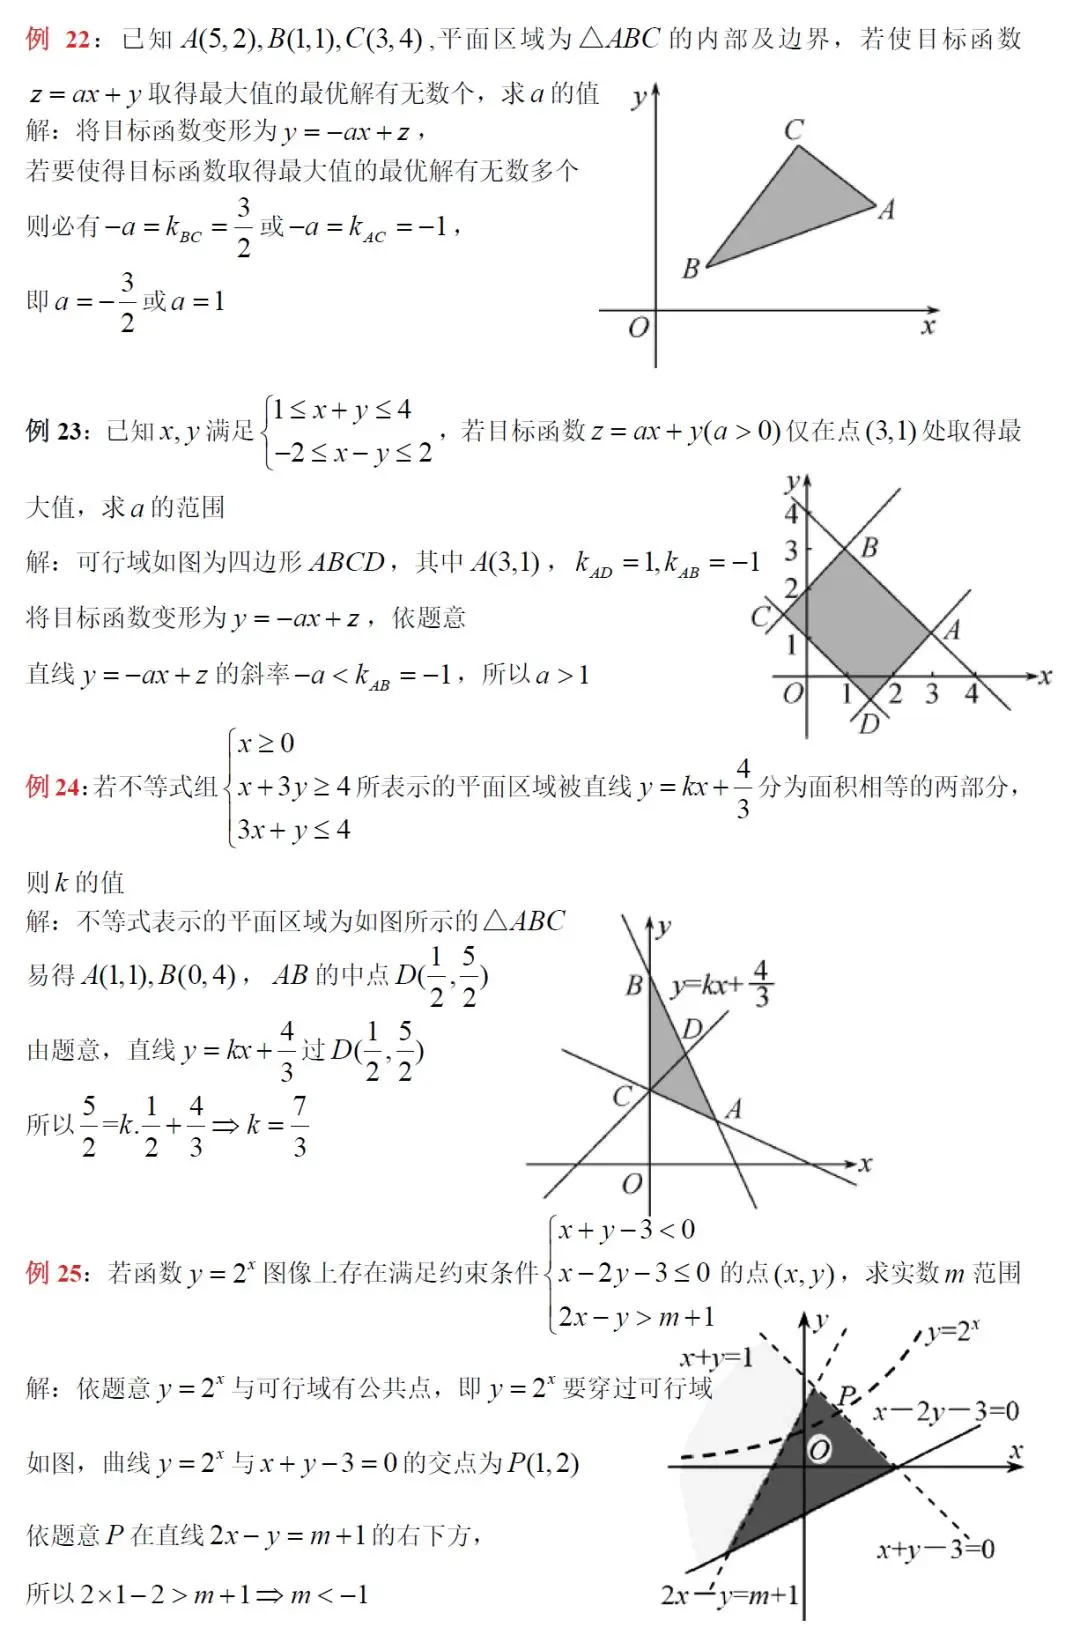 例 22：已知 A(5,2),B(1,1),C(3,4),平面区域为△ABC 的内部及边界，若使目标函数
z=ax+y 取得最大值的最优解有无数个，求 a 的值
解：将目标函数变形为 y=-ax+z，
若要使得目标函数取得最大值的最优解有无数多个
则必有 -a=k_{BC}=\frac{3}{2} 或 -a=k_{AC}=-1，
即 a=-\frac{3}{2} 或 a=1
y
C
A
B
O
x
例 23：已知 x,y 满足 \begin{cases}1≤x+y≤4\\-2≤x-y≤2\end{cases}，若目标函数 z=ax+y(a>0) 仅在点 (3,1) 处取得最
大值，求 a 的范围
解：可行域如图为四边形 ABCD，其中 A(3,1)，k_{AD}=1,k_{AB}=-1
将目标函数变形为 y=-ax+z，依题意
直线 y=-ax+z 的斜率 -a<k_{AB}=-1，所以 a>1
y
4
3
B
2
C
A
1
O
1 2 3 4
x
D
例24：若不等式组 \begin{cases}x≥0\\x+3y≥4\\3x+y≤4\end{cases} 所表示的平面区域被直线 y=kx+\frac{4}{3} 分为面积相等的两部分，
则 k 的值
解：不等式表示的平面区域为如图所示的△ABC
易得 A(1,1),B(0,4)，AB 的中点 D(\frac{1}{2},\frac{5}{2})
由题意，直线 y=kx+\frac{4}{3} 过 D(\frac{1}{2},\frac{5}{2})
所以 \frac{5}{2}=k.\frac{1}{2}+\frac{4}{3}⇒k=\frac{7}{3}
y
B
y=kx+\frac{4}{3}
D
C
A
O
x
例 25：若函数 y=2^x 图像上存在满足约束条件 \begin{cases}x+y-3<0\\x-2y-3≤0\\2x-y>m+1\end{cases} 的点 (x,y)，求实数 m 范围
解：依题意 y=2^x 与可行域有公共点，即 y=2^x 要穿过可行域
如图，曲线 y=2^x 与 x+y-3=0 的交点为 P(1,2)
依题意 P 在直线 2x-y=m+1 的右下方，
所以 2×1-2>m+1⇒m<-1
y
y=2^x
x+y=1
P
x-2y-3=0
O
x
x+y-3=0
2x-y=m+1